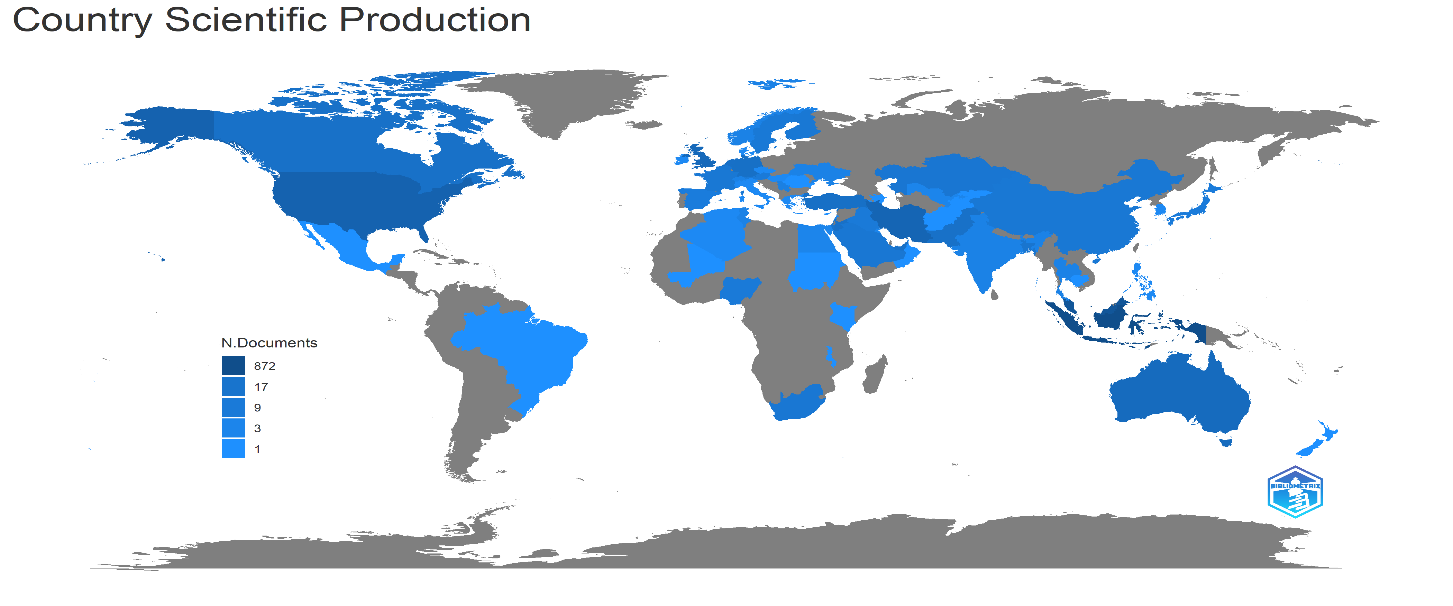 Country Scientific Production
N.Documents
872
17
9
3
1
BIBLIOMETRIX